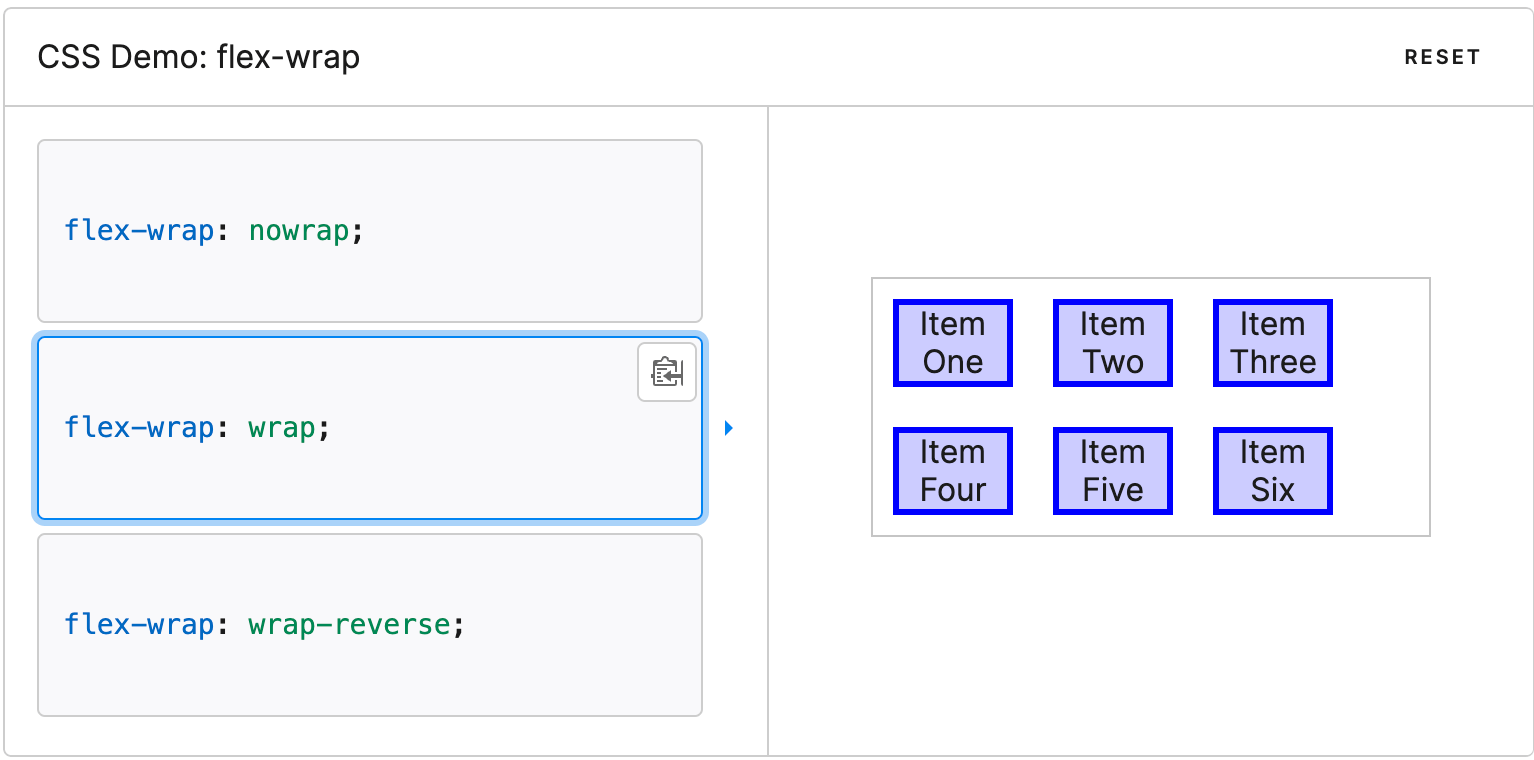 CSS Demo: flex-wrap
RESET
flex-wrap: nowrap;
flex-wrap: wrap;
flex-wrap: wrap-reverse;
Item One
Item Two
Item Three
Item Four
Item Five
Item Six